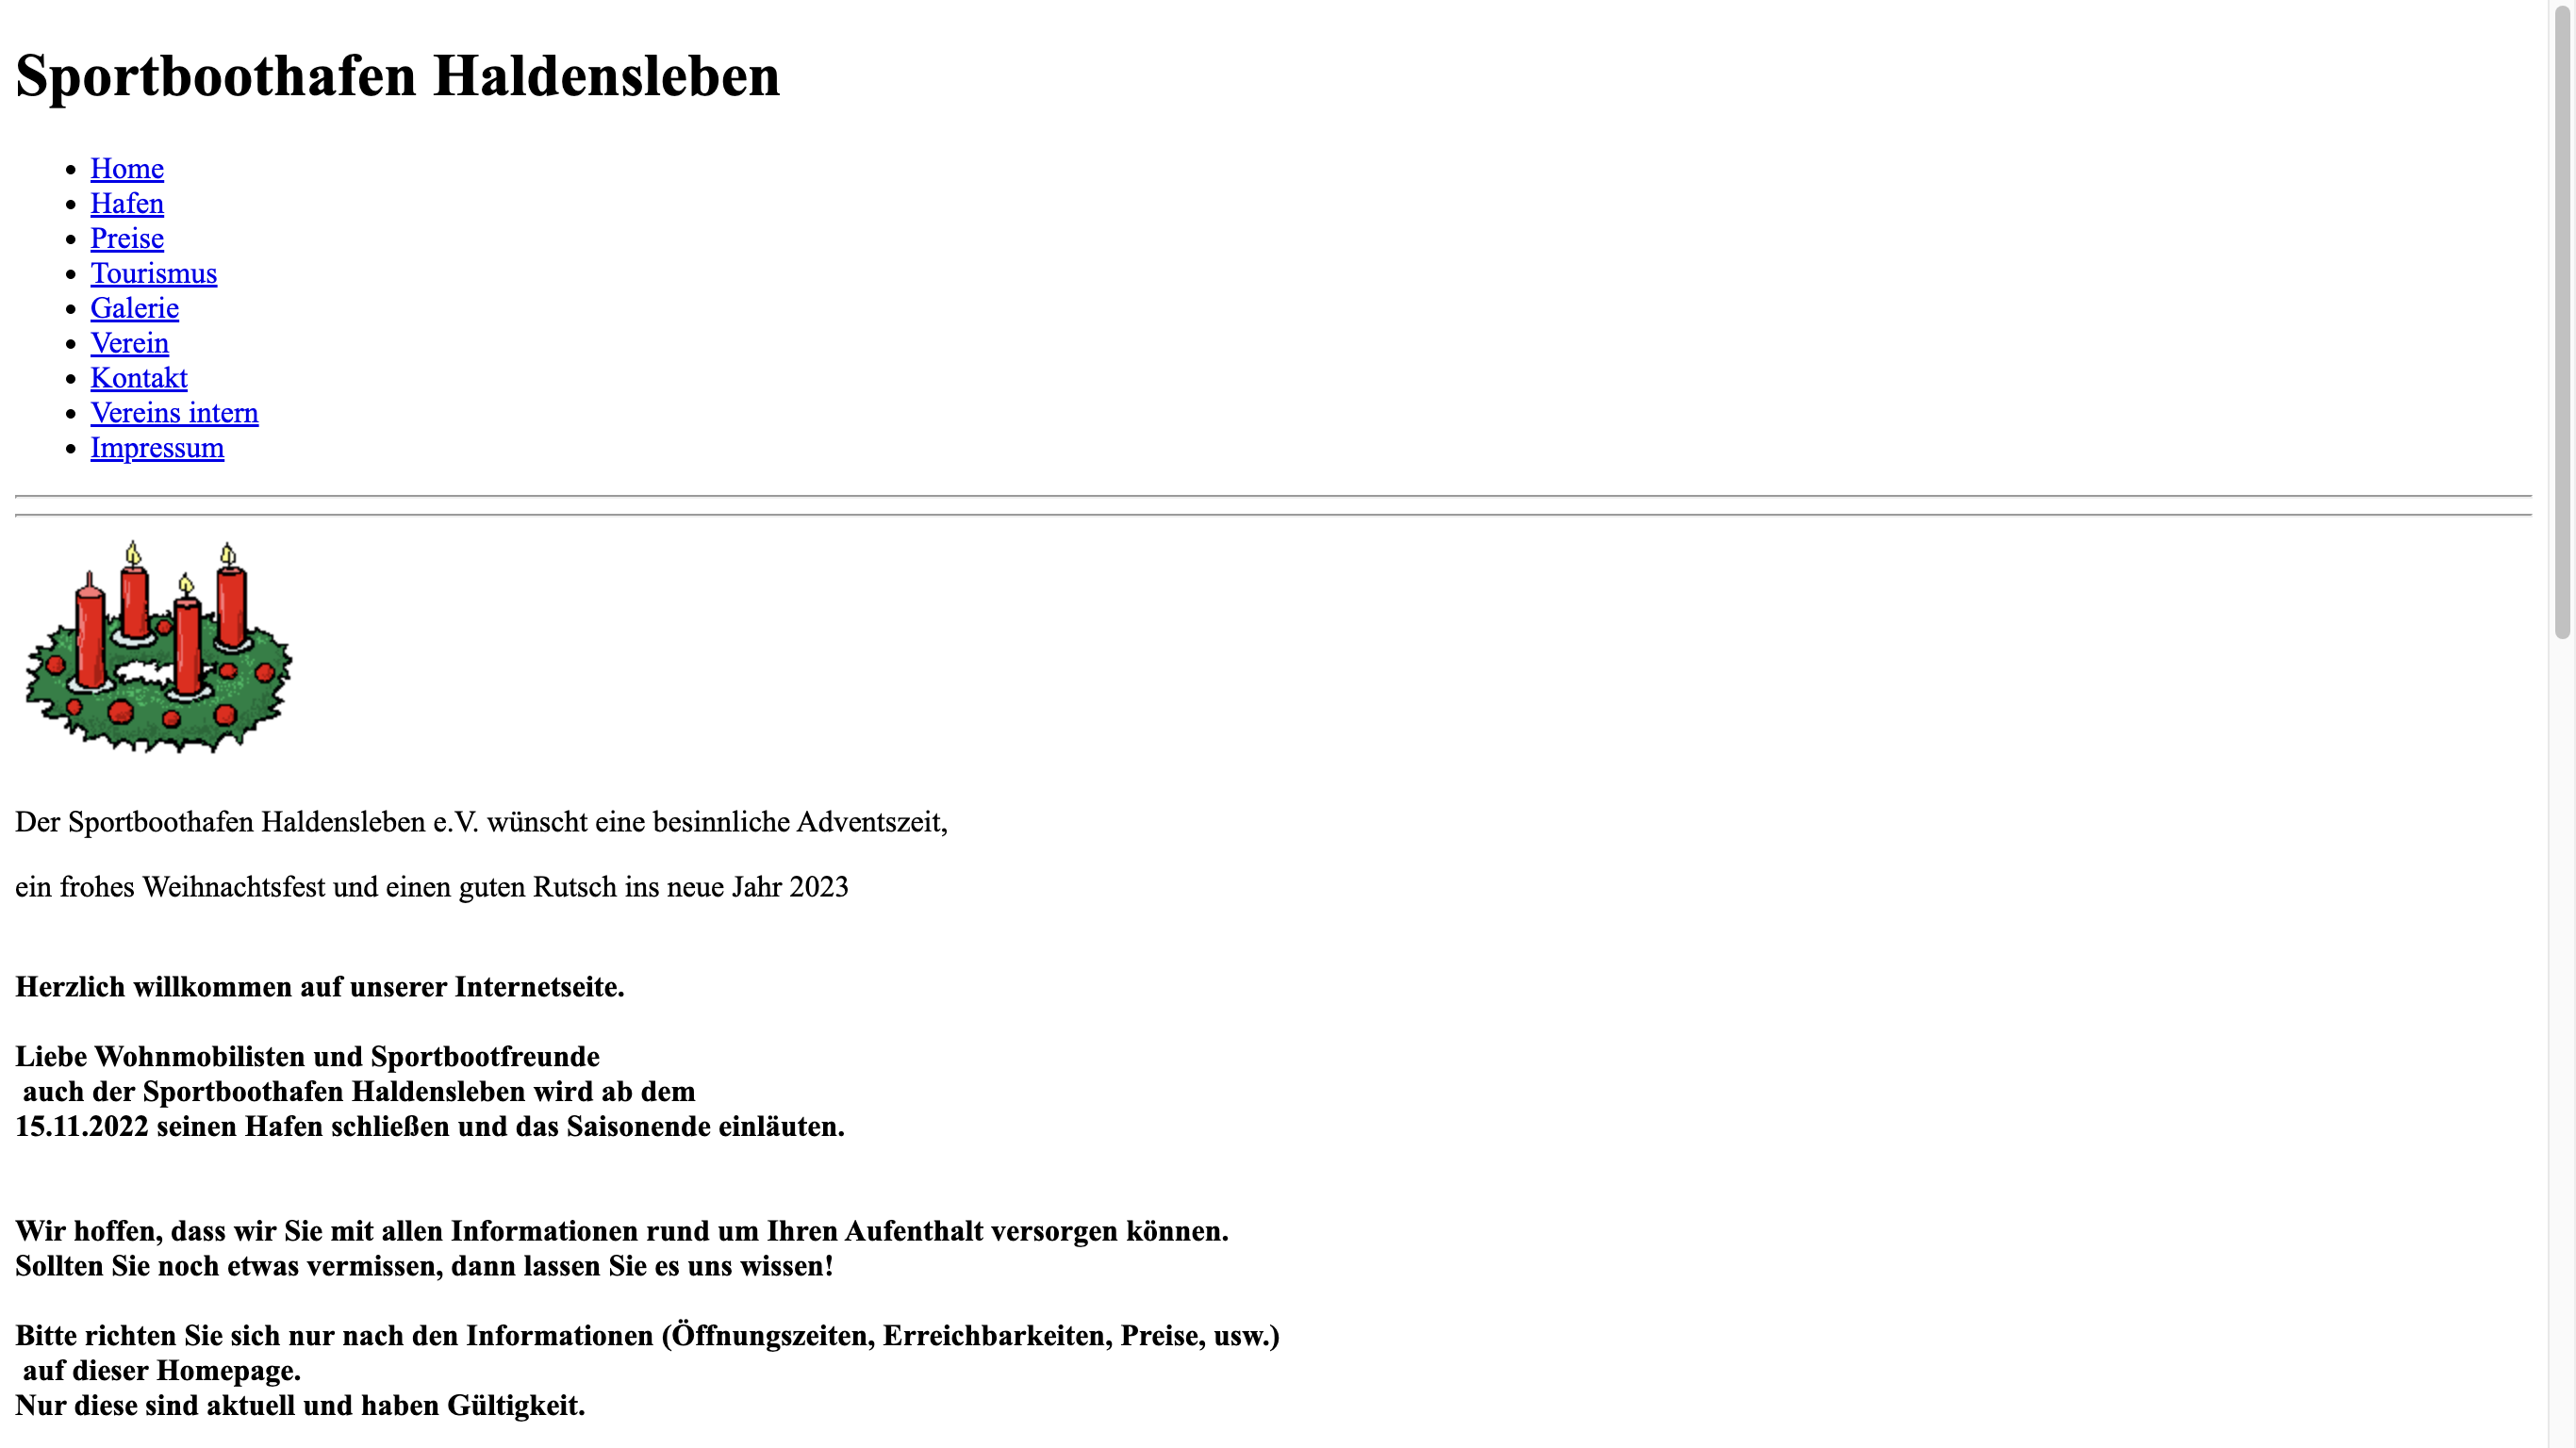 Sportboothafen Haldensleben
Home
Hafen
Preise
Tourismus
Galerie
Verein
Kontakt
Vereins intern
Impressum
Der Sportboothafen Haldensleben e.V. wünscht eine besinnliche Adventszeit,
ein frohes Weihnachtsfest und einen guten Rutsch ins neue Jahr 2023
Herzlich willkommen auf unserer Internetseite.
Liebe Wohnmobilisten und Sportbootfreunde
auch der Sportboothafen Haldensleben wird ab dem
15.11.2022 seinen Hafen schließen und das Saisonende einläuten.
Wir hoffen, dass wir Sie mit allen Informationen rund um Ihren Aufenthalt versorgen können.
Sollten Sie noch etwas vermissen, dann lassen Sie es uns wissen!
Bitte richten Sie sich nur nach den Informationen (Öffnungszeiten, Erreichbarkeiten, Preise, usw.)
auf dieser Homepage.
Nur diese sind aktuell und haben Gültigkeit.